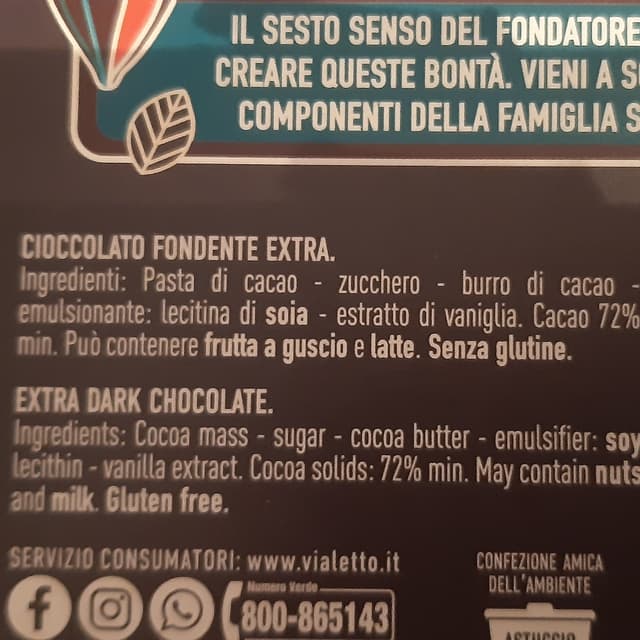 IL SESTO SENSO DEL FONDATORE
CREARE QUESTE BONTÀ. VIENI A
COMPONENTI DELLA FAMIGLIA
CIOCCOLATO FONDENTE EXTRA.
Ingredienti: Pasta di cacao - zucchero - burro di cacao -
emulsionante: lecitina di soia - estratto di vaniglia. Cacao 72%
min. Può contenere frutta a guscio e latte. Senza glutine.
EXTRA DARK CHOCOLATE.
Ingredients: Cocoa mass - sugar - cocoa butter - emulsifier: soy
lecithin - vanilla extract. Cocoa solids: 72% min. May contain nuts
and milk. Gluten free.
SERVIZIO CONSUMATORI: www.vialetto.it
CONFEZIONE AMICA
DELL'AMBIENTE
Numero Verde
800-865143
ASTUCCIO